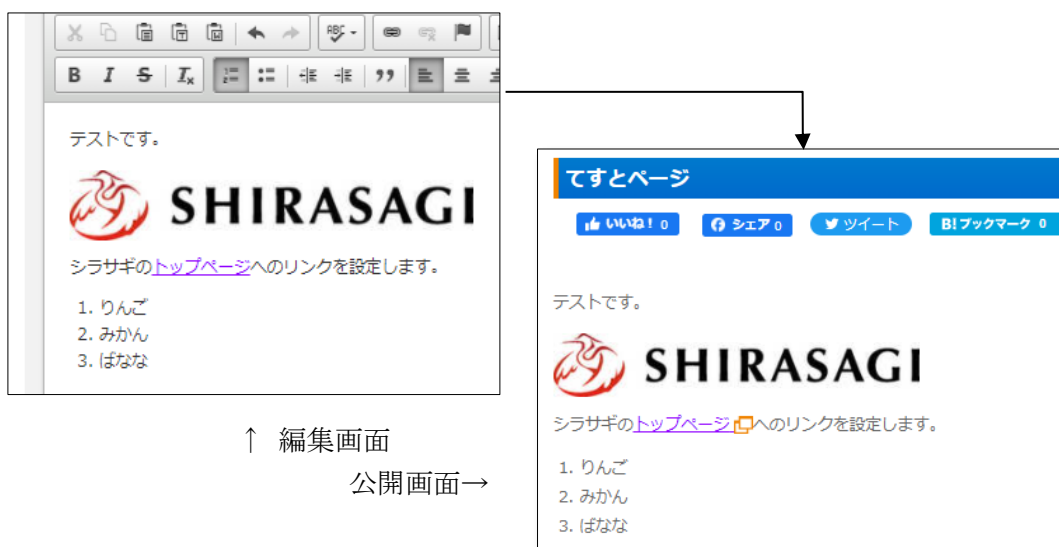 ABC
B I S Ix
テストです。
SHIRASAGI
シラサギのトップページへのリンクを設定します。
1. りんご
2. みかん
3. ばなな
↑ 編集画面
公開画面→
てすとページ
いいね！ 0 シェア 0 ツイート B!ブックマーク 0
テストです。
SHIRASAGI
シラサギのトップページへのリンクを設定します。
1. りんご
2. みかん
3. ばなな